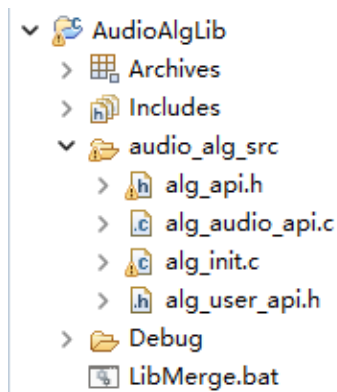 AudioAlgLib
Archives
Includes
audio_alg_src
alg_api.h
alg_audio_api.c
alg_init.c
alg_user_api.h
Debug
LibMerge.bat